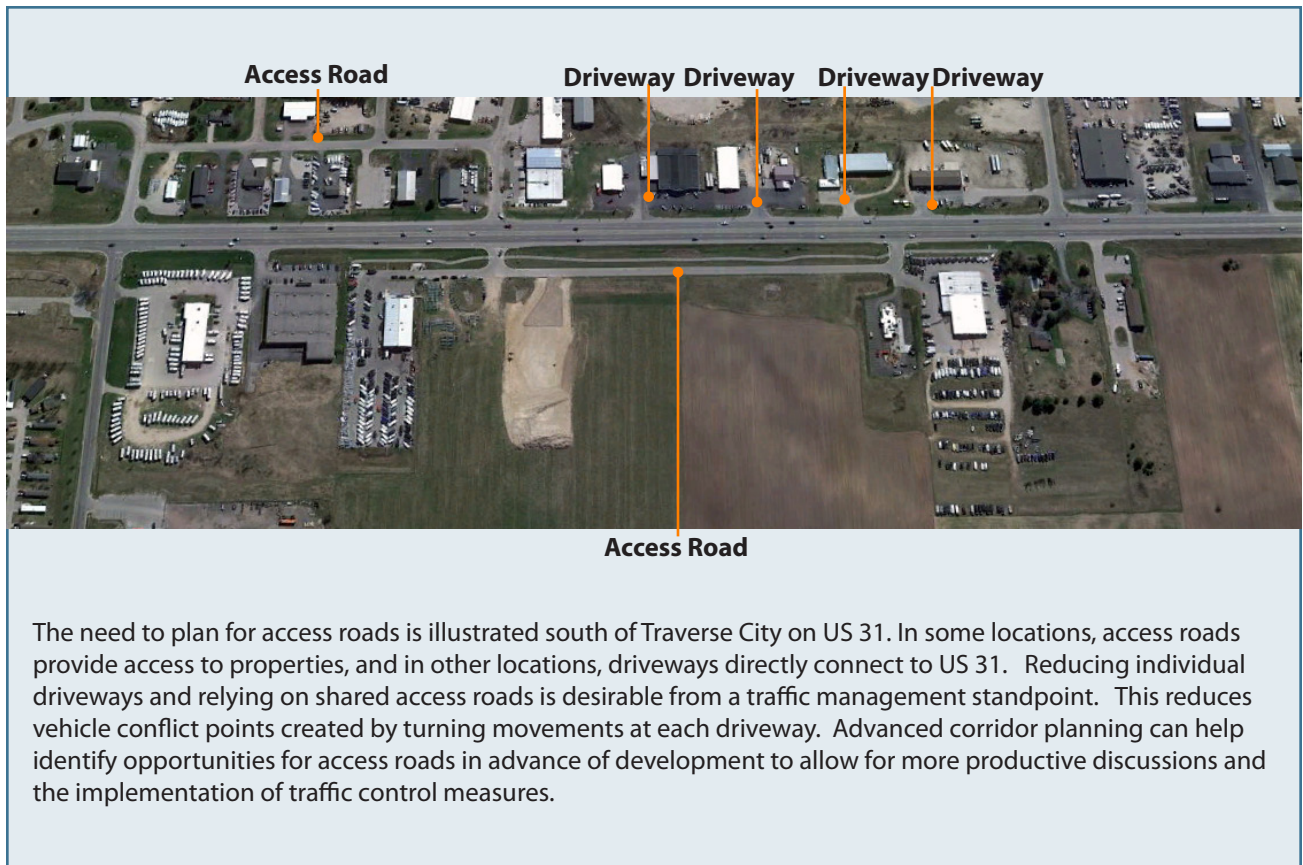 Access Road
Driveway Driveway Driveway Driveway
Access Road
The need to plan for access roads is illustrated south of Traverse City on US 31. In some locations, access roads
provide access to properties, and in other locations, driveways directly connect to US 31.   Reducing individual
driveways and relying on shared access roads is desirable from a traffic management standpoint.   This reduces
vehicle conflict points created by turning movements at each driveway.  Advanced corridor planning can help
identify opportunities for access roads in advance of development to allow for more productive discussions and
the implementation of traffic control measures.